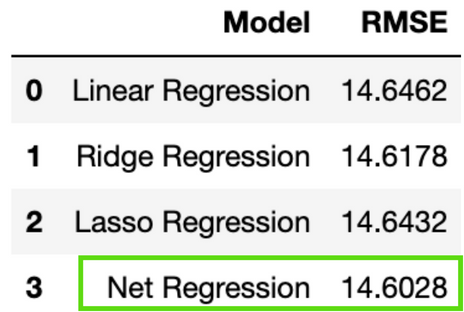 Model RMSE
0 Linear Regression 14.6462
1 Ridge Regression 14.6178
2 Lasso Regression 14.6432
3 Net Regression 14.6028